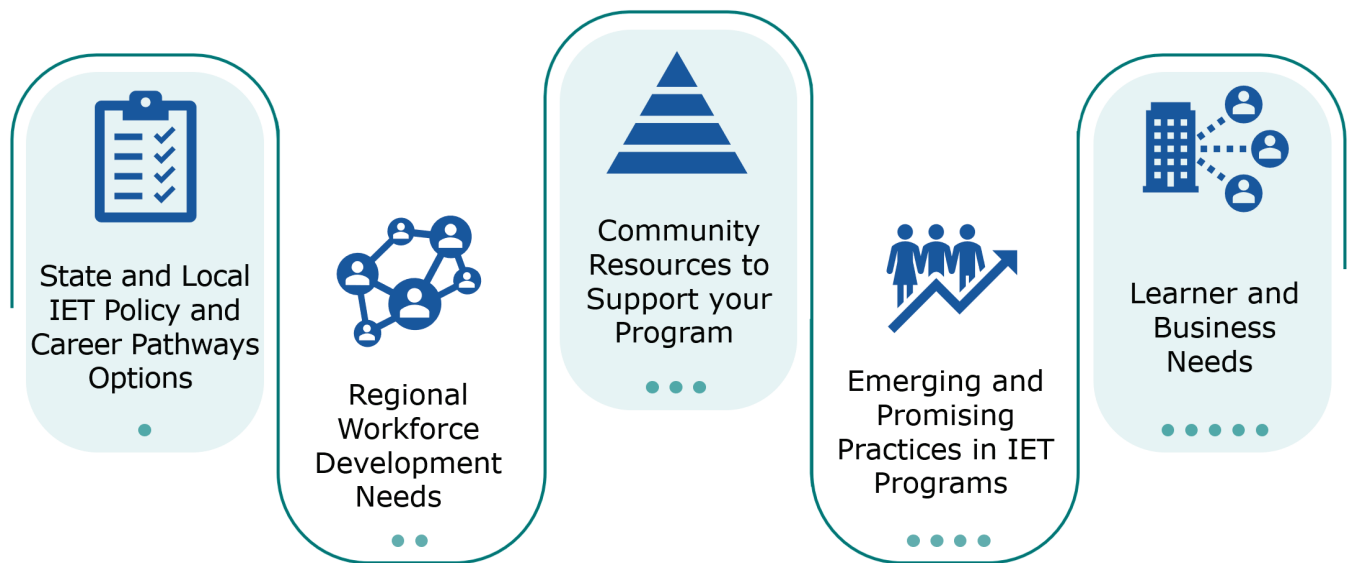 State and Local
IET Policy and
Career Pathways
Options
Regional
Workforce
Development
Needs
Community
Resources to
Support your
Program
Emerging and
Promising
Practices in IET
Programs
Learner and
Business
Needs